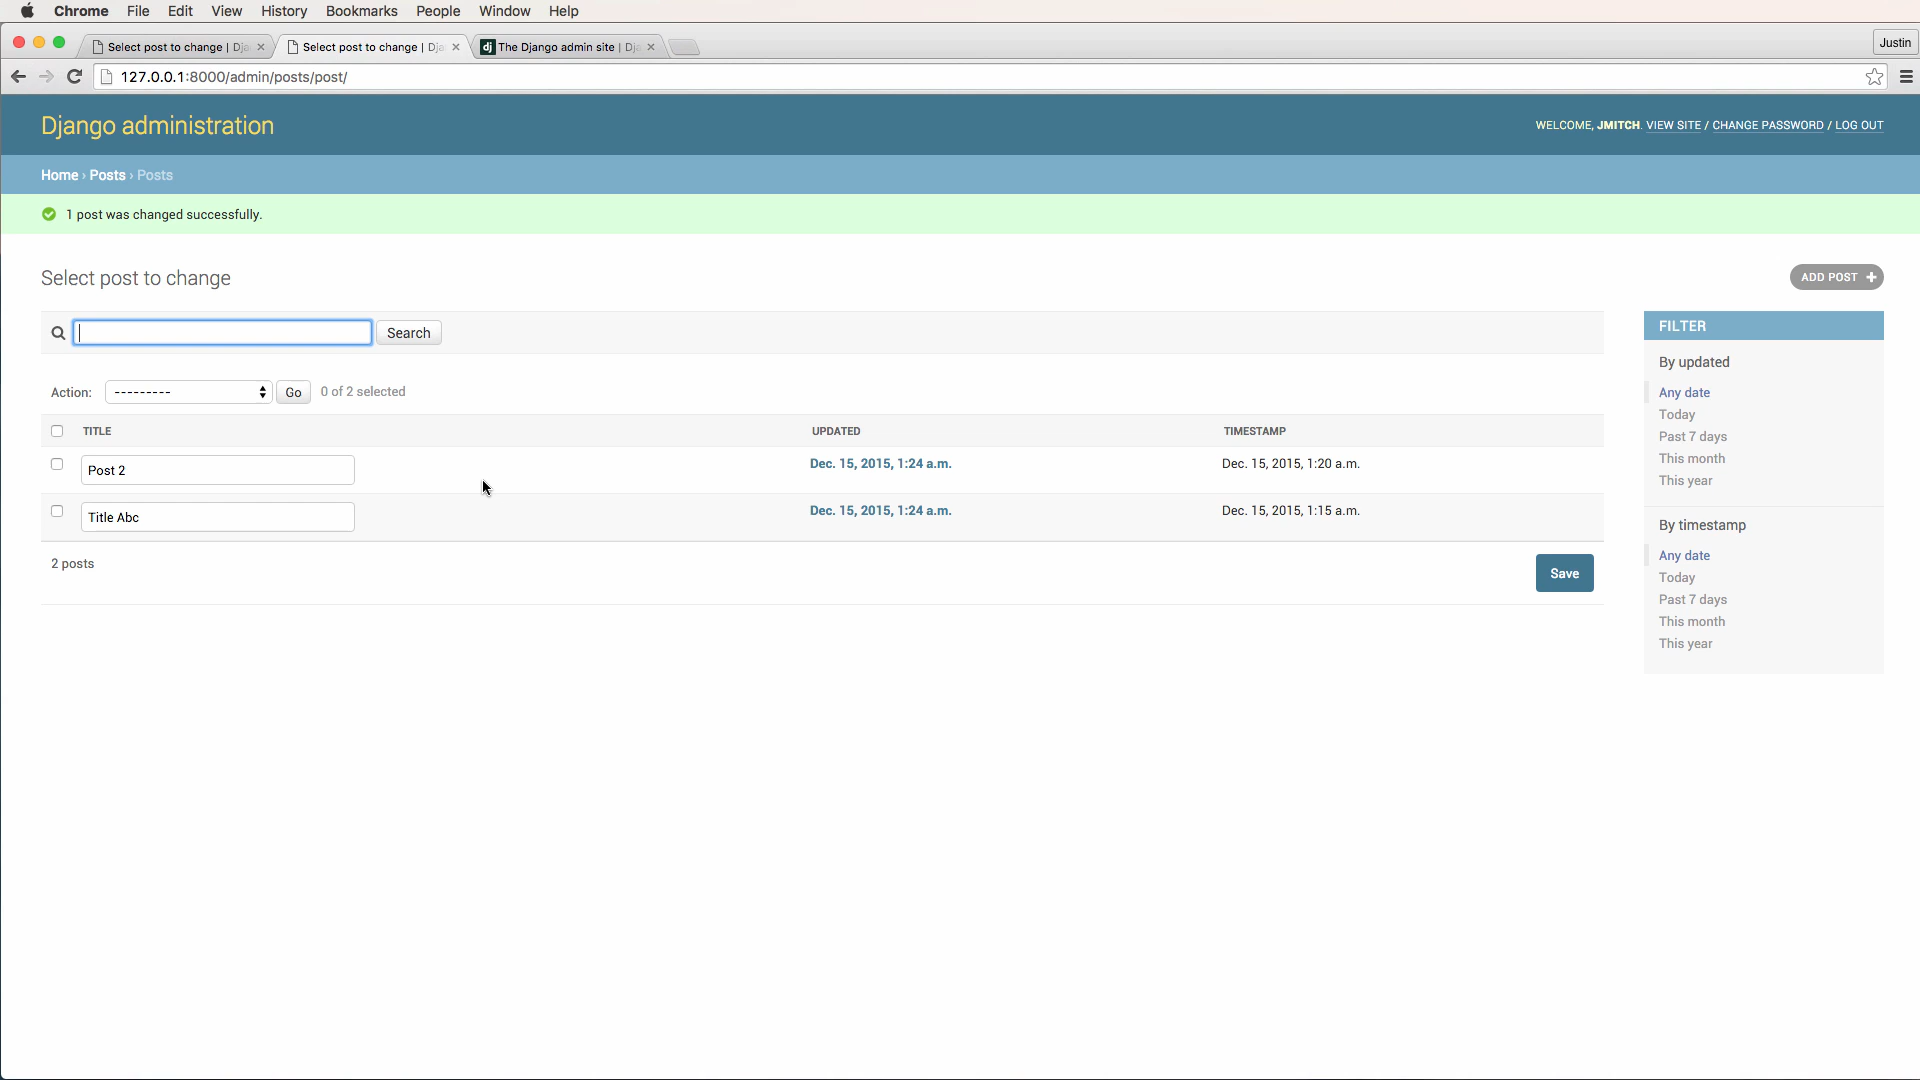 Chrome File Edit View History Bookmarks People Window Help
Select post to change | Dja
Select post to change | Dja
dj The Django admin site | Dja
Justin
127.0.0.1:8000/admin/posts/post/
Django administration
WELCOME, JMITCH. VIEW SITE / CHANGE PASSWORD / LOG OUT
Home › Posts › Posts
1 post was changed successfully.
Select post to change
ADD POST +
Search
FILTER
By updated
Any date
Today
Past 7 days
This month
This year
By timestamp
Any date
Today
Past 7 days
This month
This year
Action: --------- Go 0 of 2 selected
TITLE UPDATED TIMESTAMP
Post 2 Dec. 15, 2015, 1:24 a.m. Dec. 15, 2015, 1:20 a.m.
Title Abc Dec. 15, 2015, 1:24 a.m. Dec. 15, 2015, 1:15 a.m.
2 posts
Save